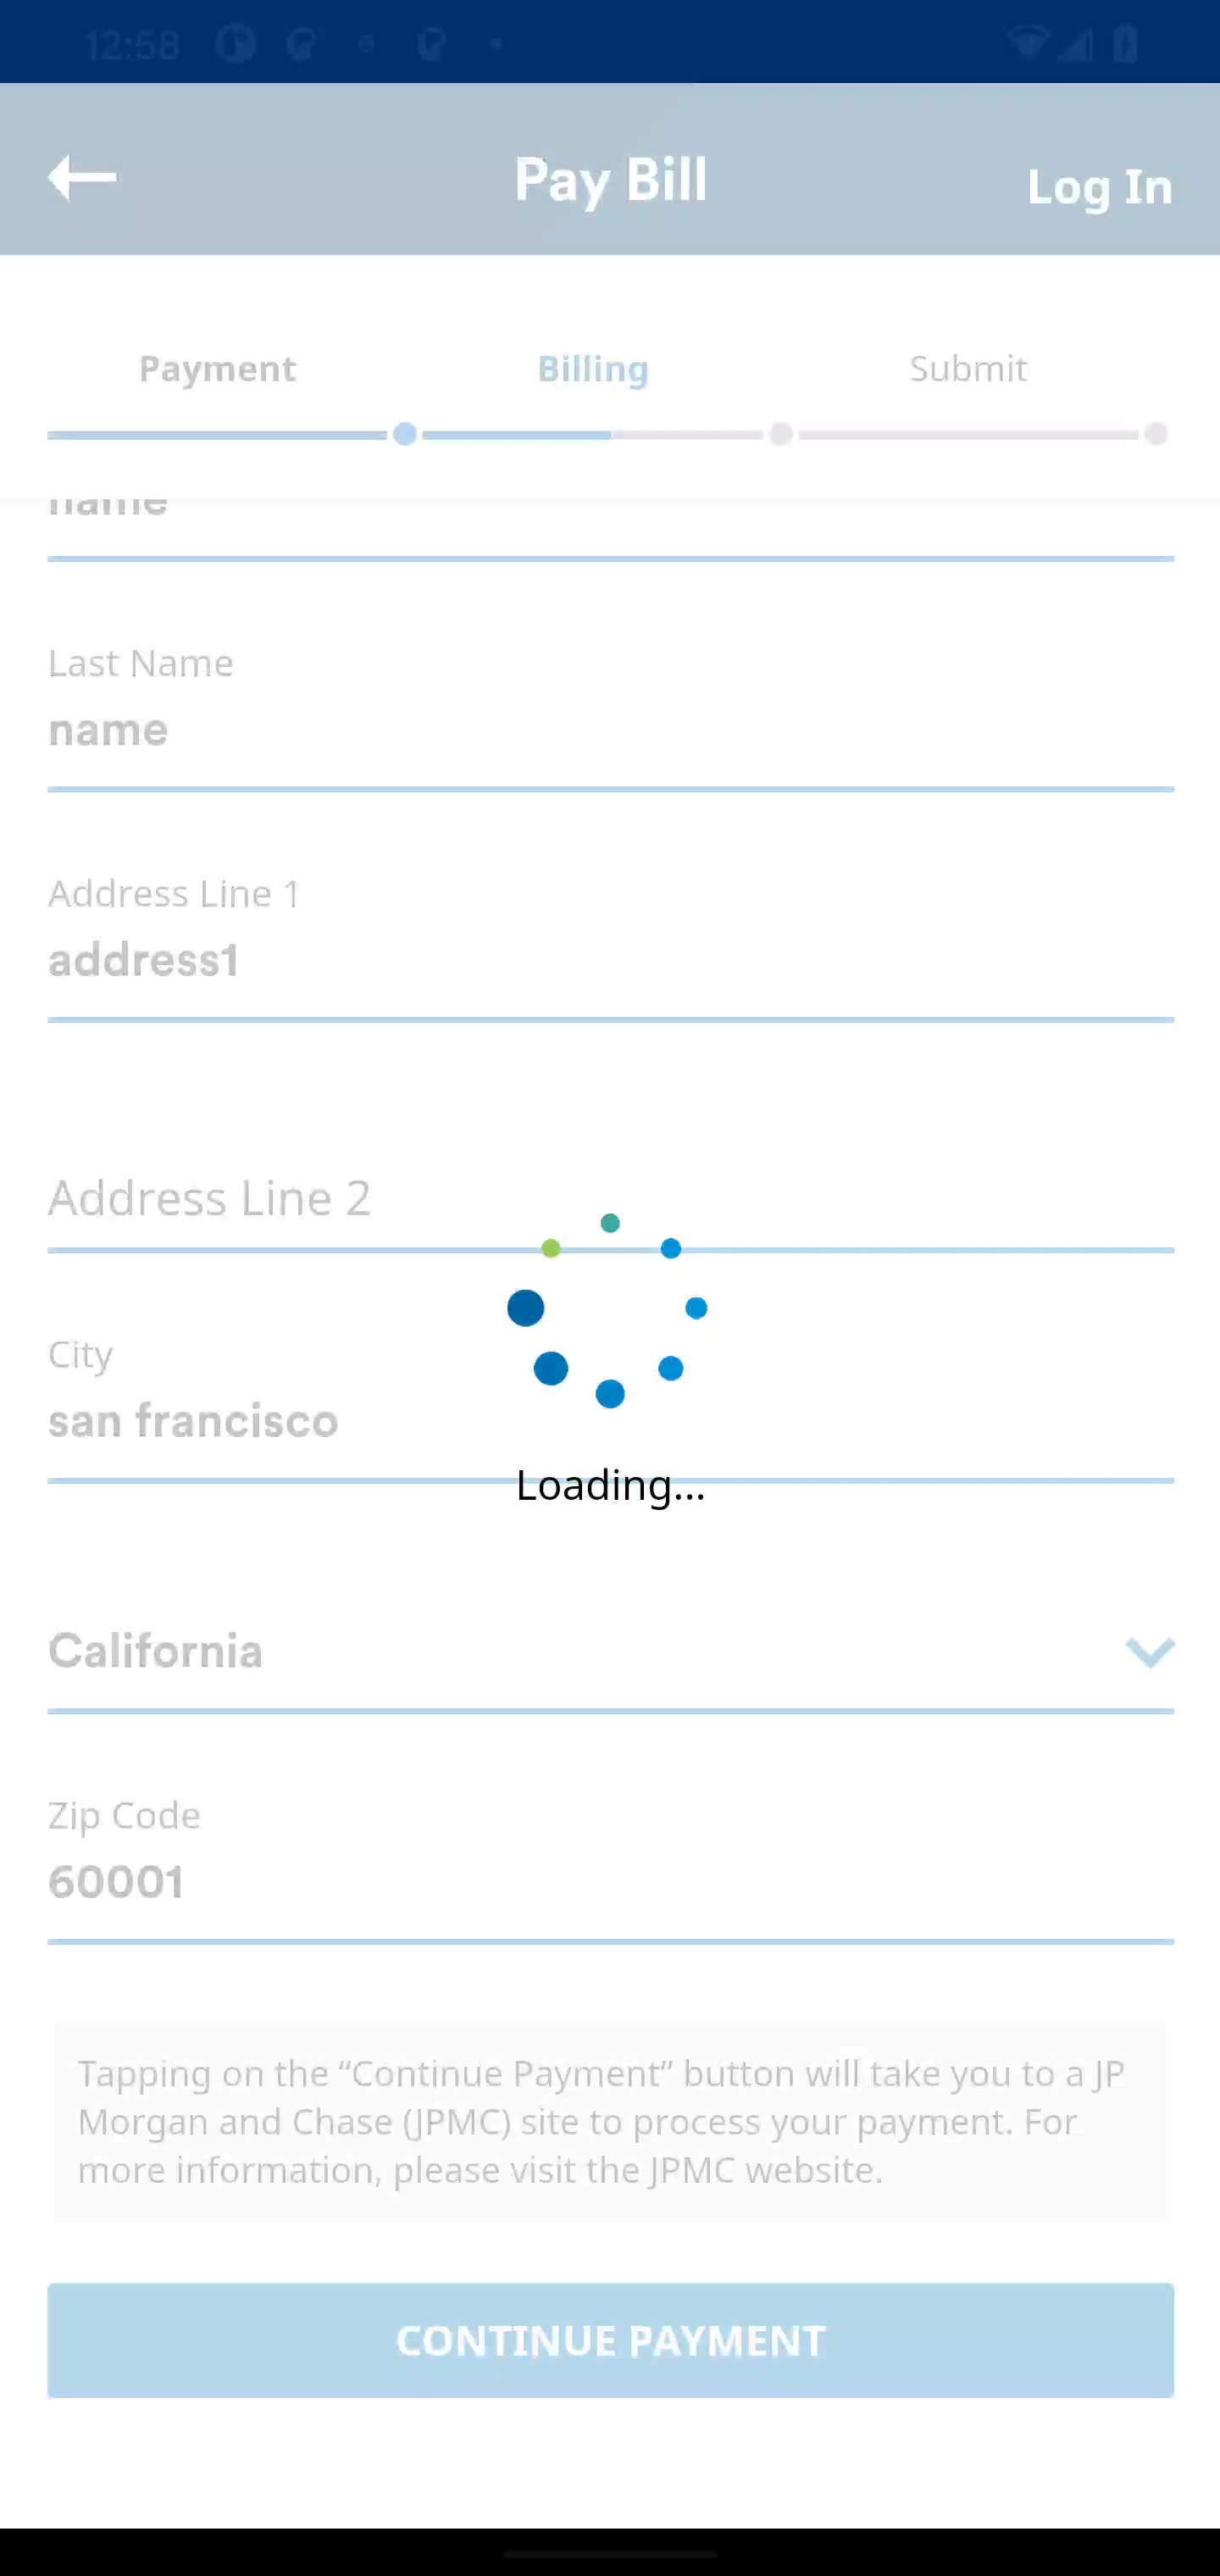 12:58
Pay Bill
Log In
Payment
Billing
Submit
name
Last Name
name
Address Line 1
address1
Address Line 2
City
san francisco
Loading...
California
Zip Code
60001
Tapping on the “Continue Payment” button will take you to a JP
Morgan and Chase (JPMC) site to process your payment. For
more information, please visit the JPMC website.
CONTINUE PAYMENT